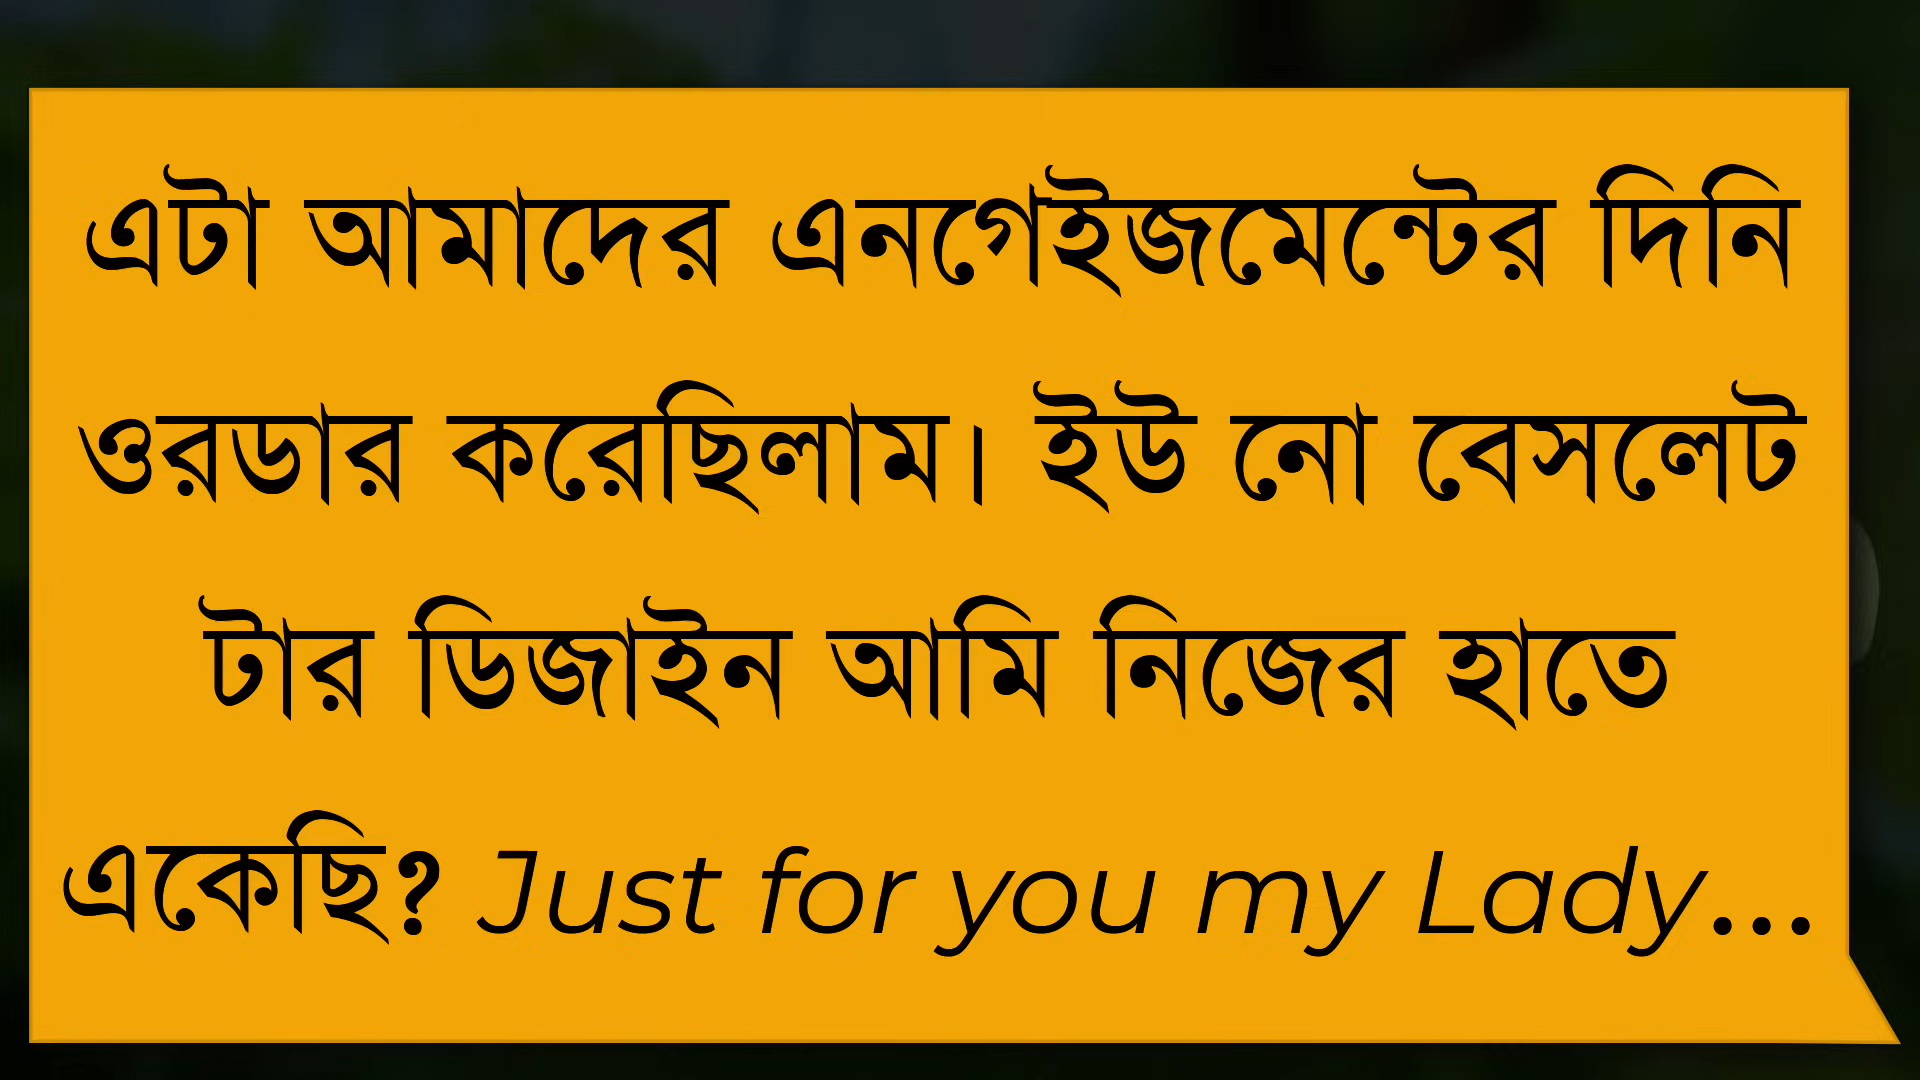 এটা আমাদের এনগেইজমেন্টের দিনি
ওরডার করেছিলাম। ইউ নো বেসলেট
টার ডিজাইন আমি নিজের হাতে
একেছি? Just for you my Lady...